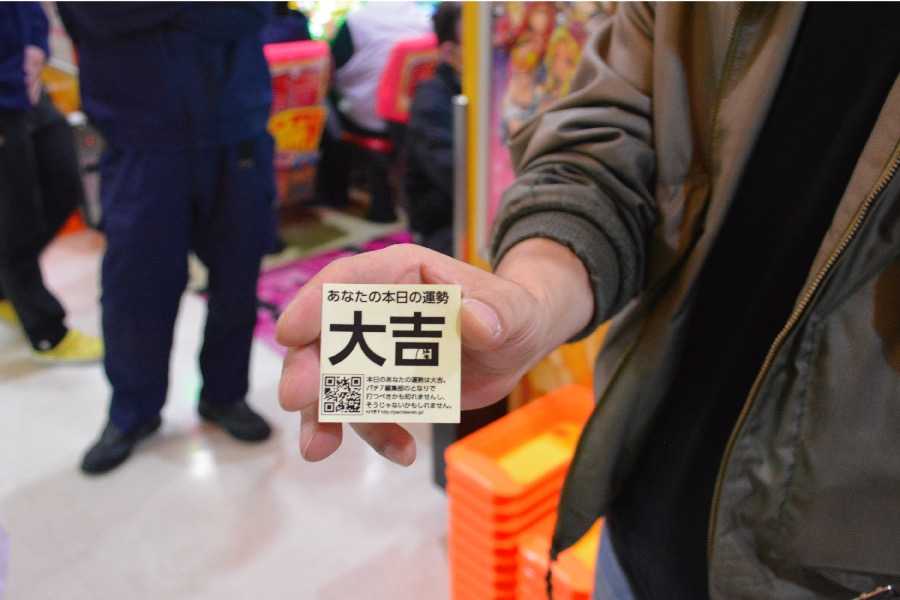 あなたの本日の運勢
大吉
本日のあなたの運勢は大吉。
パチ7編集部のとなりで
打つべきかも知れませんし、
そうじゃないかもしれません。